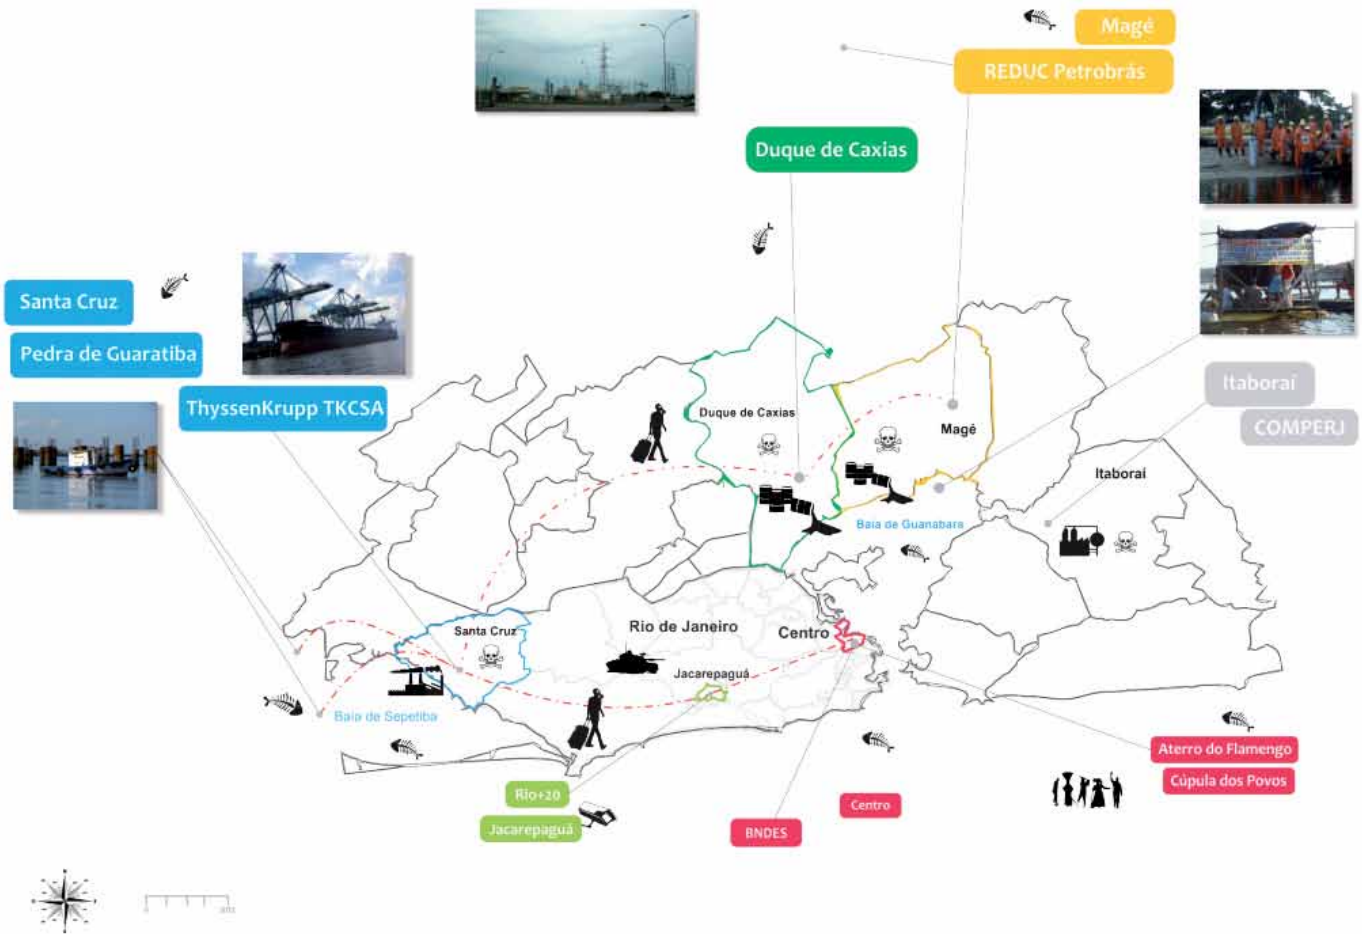 Magé
REDUC Petrobrás
Duque de Caxias
Santa Cruz
Pedra de Guaratiba
ThyssenKrupp TKCSA
Itaboraí
COMPERJ
Duque de Caxias
Magé
Itaboraí
Baia de Guanabara
Santa Cruz
Rio de Janeiro
Centro
Jacarepaguá
Baia de Sepetiba
Rio+20
Jacarepaguá
BNDES
Centro
Aterro do Flamengo
Cúpula dos Povos